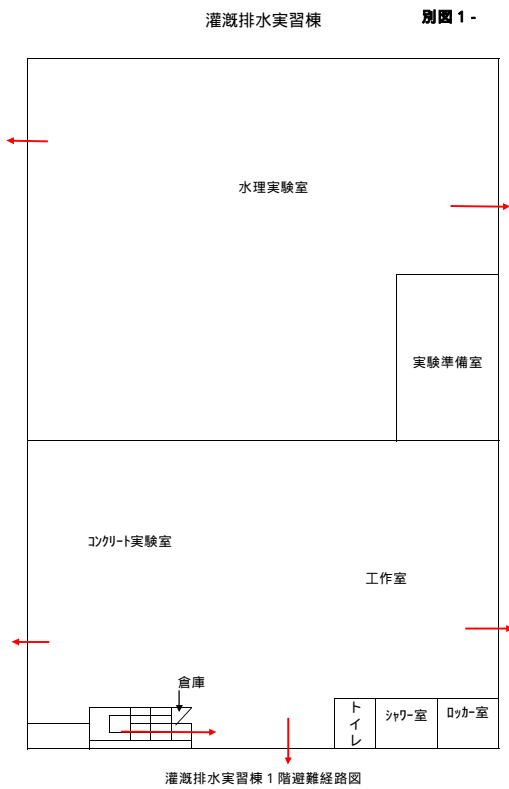 灌漑排水実習棟
別図１-
水理実験室
実験準備室
ｺﾝｸﾘｰﾄ実験室
工作室
倉庫
トイレ
ｼｬﾜｰ室
ﾛｯｶｰ室
灌漑排水実習棟１階避難経路図